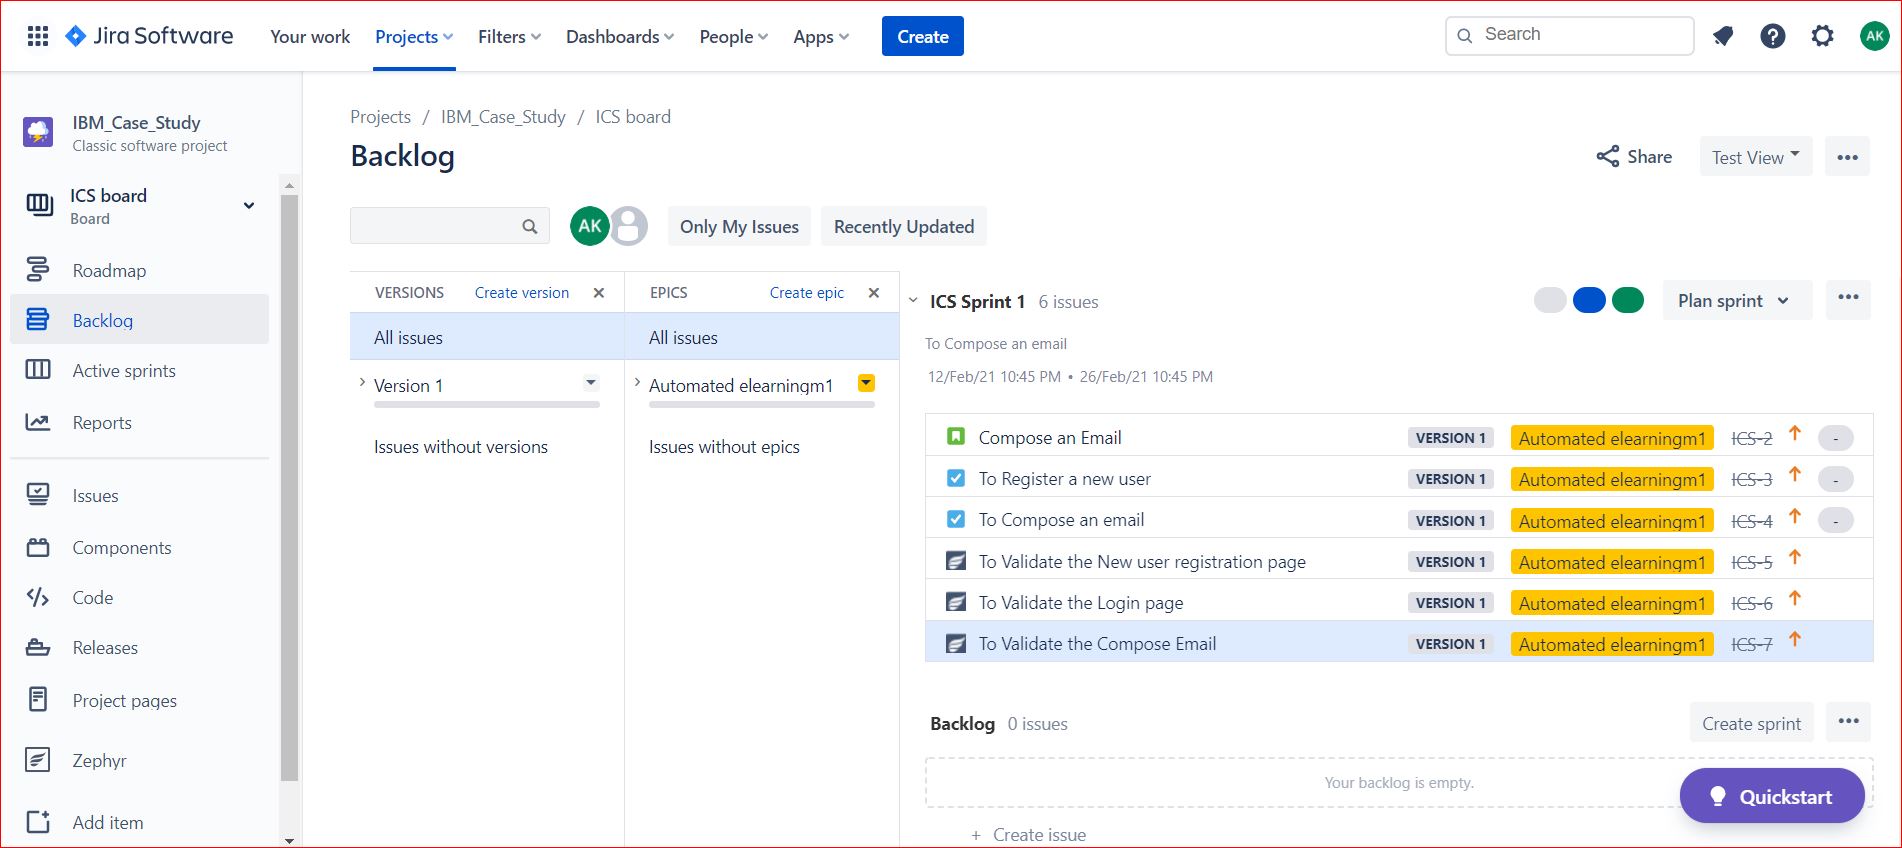 Jira Software Your work Projects Filters Dashboards People Apps Create Search AK
IBM_Case_Study
Classic software project
ICS board
Board
Roadmap
Backlog
Active sprints
Reports
Issues
Components
Code
Releases
Project pages
Zephyr
Add item
Projects / IBM_Case_Study / ICS board
Backlog
Share Test View
AK Only My Issues Recently Updated
VERSIONS Create version
All issues
Version 1
Issues without versions
EPICS Create epic
All issues
Automated elearningm1
Issues without epics
ICS Sprint 1 6 issues Plan sprint
To Compose an email
12/Feb/21 10:45 PM • 26/Feb/21 10:45 PM
Compose an Email VERSION 1 Automated elearningm1 ICS-2 -
To Register a new user VERSION 1 Automated elearningm1 ICS-3 -
To Compose an email VERSION 1 Automated elearningm1 ICS-4 -
To Validate the New user registration page VERSION 1 Automated elearningm1 ICS-5
To Validate the Login page VERSION 1 Automated elearningm1 ICS-6
To Validate the Compose Email VERSION 1 Automated elearningm1 ICS-7
Backlog 0 issues Create sprint
Your backlog is empty.
Quickstart
+ Create issue